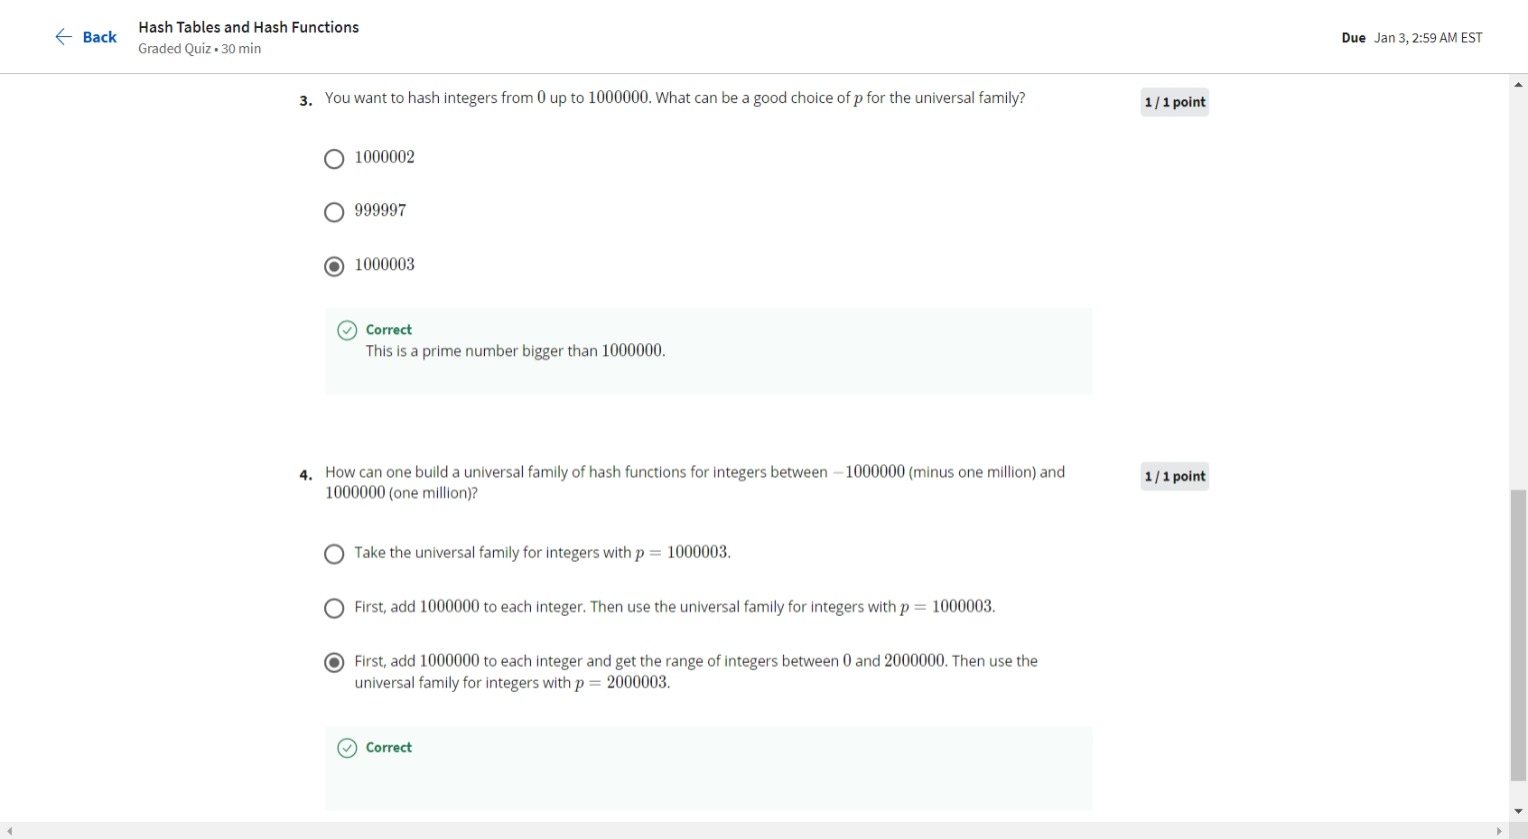 Back
Hash Tables and Hash Functions
Graded Quiz • 30 min
Due Jan 3, 2:59 AM EST
3. You want to hash integers from 0 up to 1000000. What can be a good choice of p for the universal family?
1 / 1 point
1000002
999997
1000003
Correct
This is a prime number bigger than 1000000.
4. How can one build a universal family of hash functions for integers between −1000000 (minus one million) and
1000000 (one million)?
1 / 1 point
Take the universal family for integers with p = 1000003.
First, add 1000000 to each integer. Then use the universal family for integers with p = 1000003.
First, add 1000000 to each integer and get the range of integers between 0 and 2000000. Then use the
universal family for integers with p = 2000003.
Correct